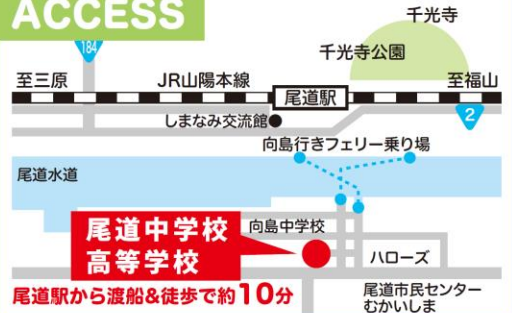 ACCESS
184
千光寺
千光寺公園
至三原
JR山陽本線
尾道駅
至福山
2
しまなみ交流館
向島行きフェリー乗り場
尾道水道
尾道中学校
高等学校
向島中学校
ハローズ
尾道駅から渡船&徒歩で約10分
尾道市民センター
むかいしま